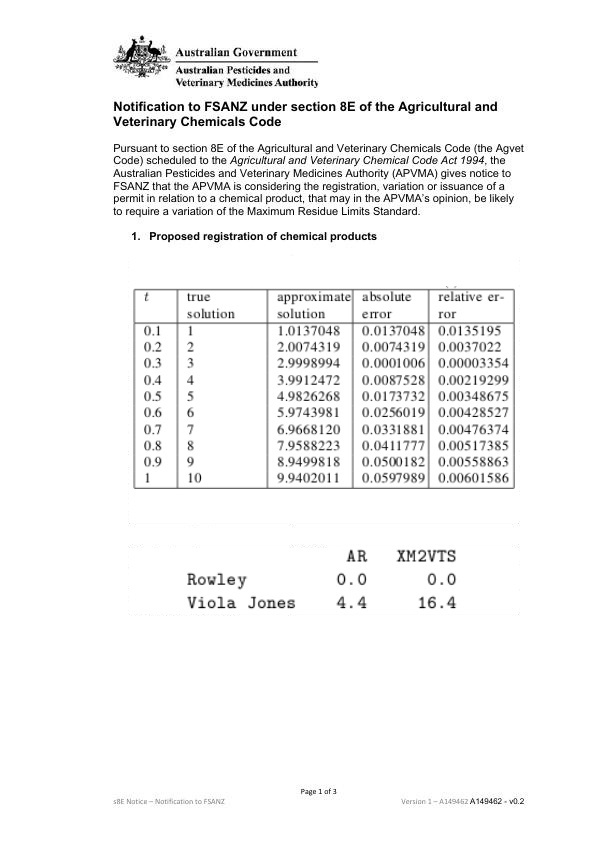 Australian Government
Australian Pesticides and
Veterinary Medicines Authority
Notification to FSANZ under section 8E of the Agricultural and
Veterinary Chemicals Code
Pursuant to section 8E of the Agricultural and Veterinary Chemicals Code (the Agvet
Code) scheduled to the Agricultural and Veterinary Chemical Code Act 1994, the
Australian Pesticides and Veterinary Medicines Authority (APVMA) gives notice to
FSANZ that the APVMA is considering the registration, variation or issuance of a
permit in relation to a chemical product, that may in the APVMA's opinion, be likely
to require a variation of the Maximum Residue Limits Standard.
1. Proposed registration of chemical products
t true approximate absolute relative er-
solution solution error ror
0.1 1 1.0137048 0.0137048 0.0135195
0.2 2 2.0074319 0.0074319 0.0037022
0.3 3 2.9998994 0.0001006 0.00003354
0.4 4 3.9912472 0.0087528 0.00219299
0.5 5 4.9826268 0.0173732 0.00348675
0.6 6 5.9743981 0.0256019 0.00428527
0.7 7 6.9668120 0.0331881 0.00476374
0.8 8 7.9588223 0.0411777 0.00517385
0.9 9 8.9499818 0.0500182 0.00558863
1 10 9.9402011 0.0597989 0.00601586
AR XM2VTS
Rowley 0.0 0.0
Viola Jones 4.4 16.4
Page 1 of 3
s8E Notice – Notification to FSANZ Version 1 – A149462 A149462 - v0.2